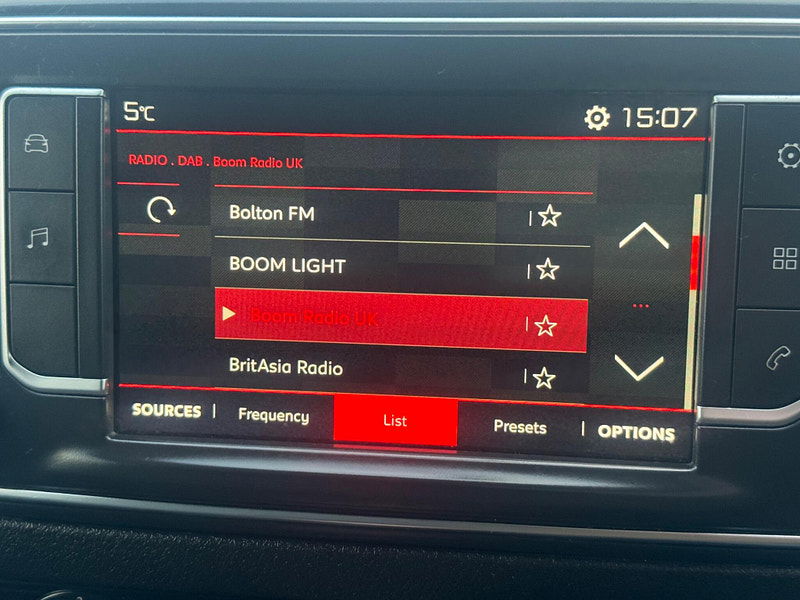 5°C 15:07
RADIO . DAB . Boom Radio UK
Bolton FM
BOOM LIGHT
Boom Radio UK
BritAsia Radio
SOURCES Frequency List Presets OPTIONS